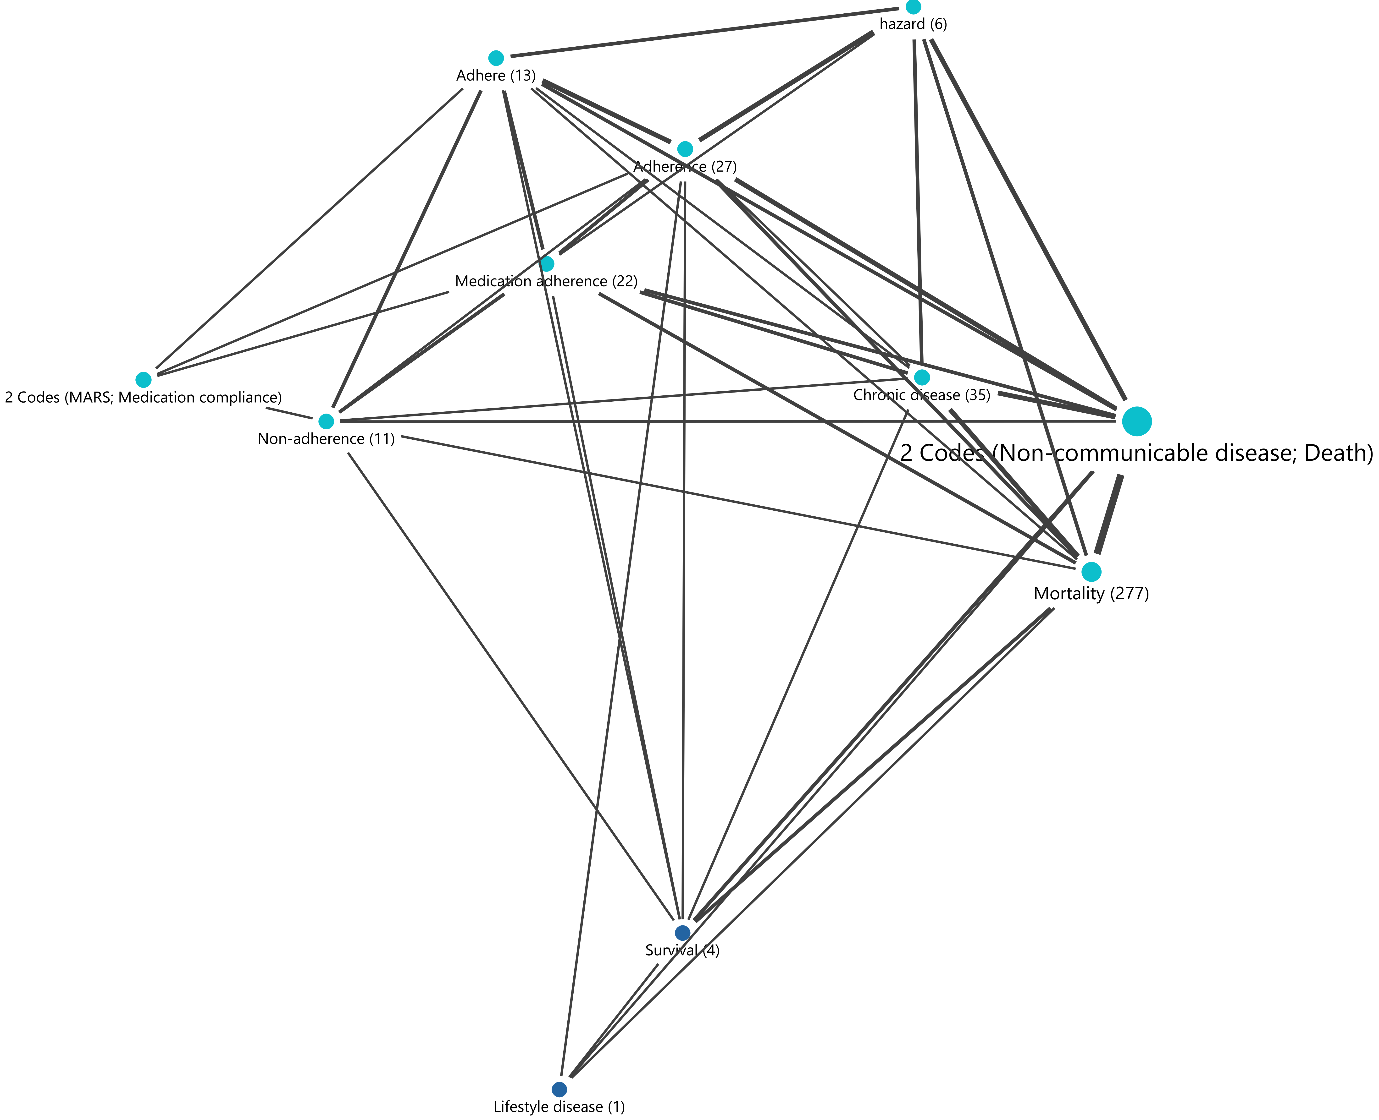 hazard (6)
Adhere (13)
Adherence (27)
Medication adherence (22)
2 Codes (MARS; Medication compliance)
Chronic disease (35)
Non-adherence (11)
2 Codes (Non-communicable disease; Death)
Mortality (277)
Survival (4)
Lifestyle disease (1)